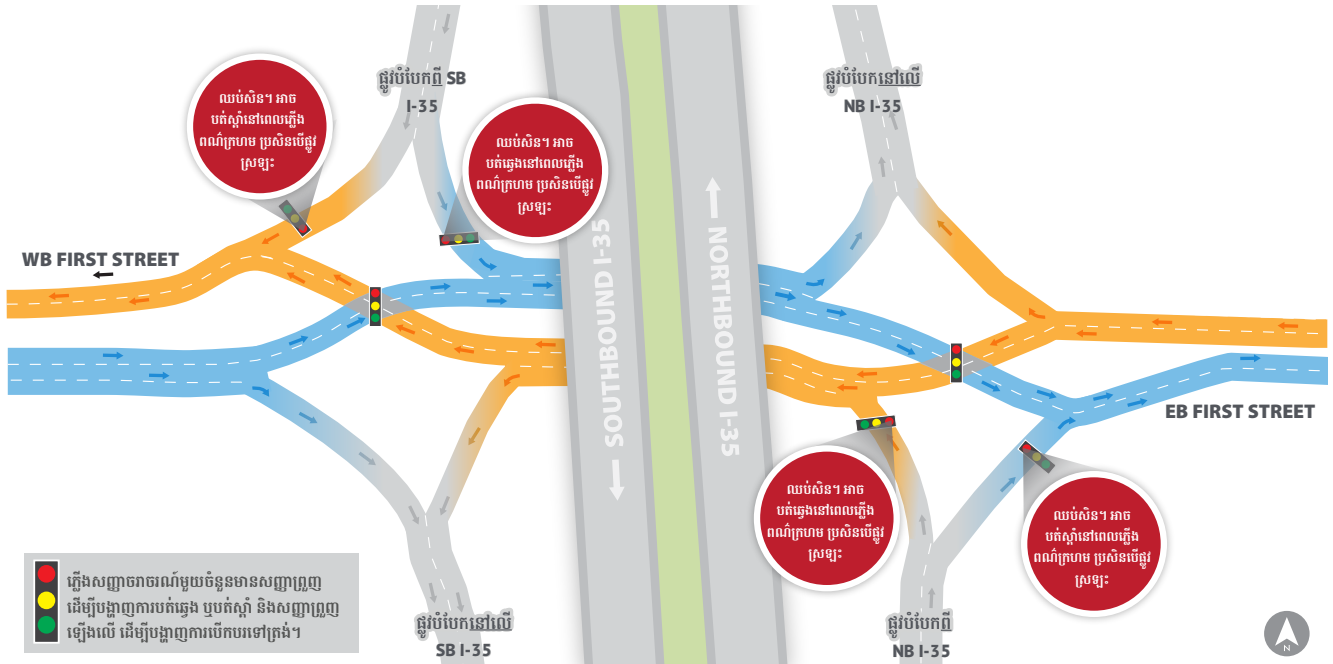 ផ្លូវបំបែកពី SB
I-35
ផ្លូវបំបែកនៅលើ
NB I-35
ឈប់សិន។ អាច
បត់ស្តាំនៅពេលភ្លើង
ពណ៌ក្រហម ប្រសិនបើផ្លូវ
ស្រឡះ
ឈប់សិន។ អាច
បត់ឆ្វេងនៅពេលភ្លើង
ពណ៌ក្រហម ប្រសិនបើផ្លូវ
ស្រឡះ
WB FIRST STREET
SOUTHBOUND I-35
NORTHBOUND I-35
EB FIRST STREET
ឈប់សិន។ អាច
បត់ឆ្វេងនៅពេលភ្លើង
ពណ៌ក្រហម ប្រសិនបើផ្លូវ
ស្រឡះ
ឈប់សិន។ អាច
បត់ស្តាំនៅពេលភ្លើង
ពណ៌ក្រហម ប្រសិនបើផ្លូវ
ស្រឡះ
ភ្លើងសញ្ញាចរាចរណ៍មួយចំនួនមានសញ្ញាព្រួញ
ដើម្បីបង្ហាញការបត់ឆ្វេង ឬបត់ស្តាំ និងសញ្ញាព្រួញ
ឡើងលើ ដើម្បីបង្ហាញការបើកបរទៅត្រង់។
ផ្លូវបំបែកនៅលើ
SB I-35
ផ្លូវបំបែកពី
NB I-35
N